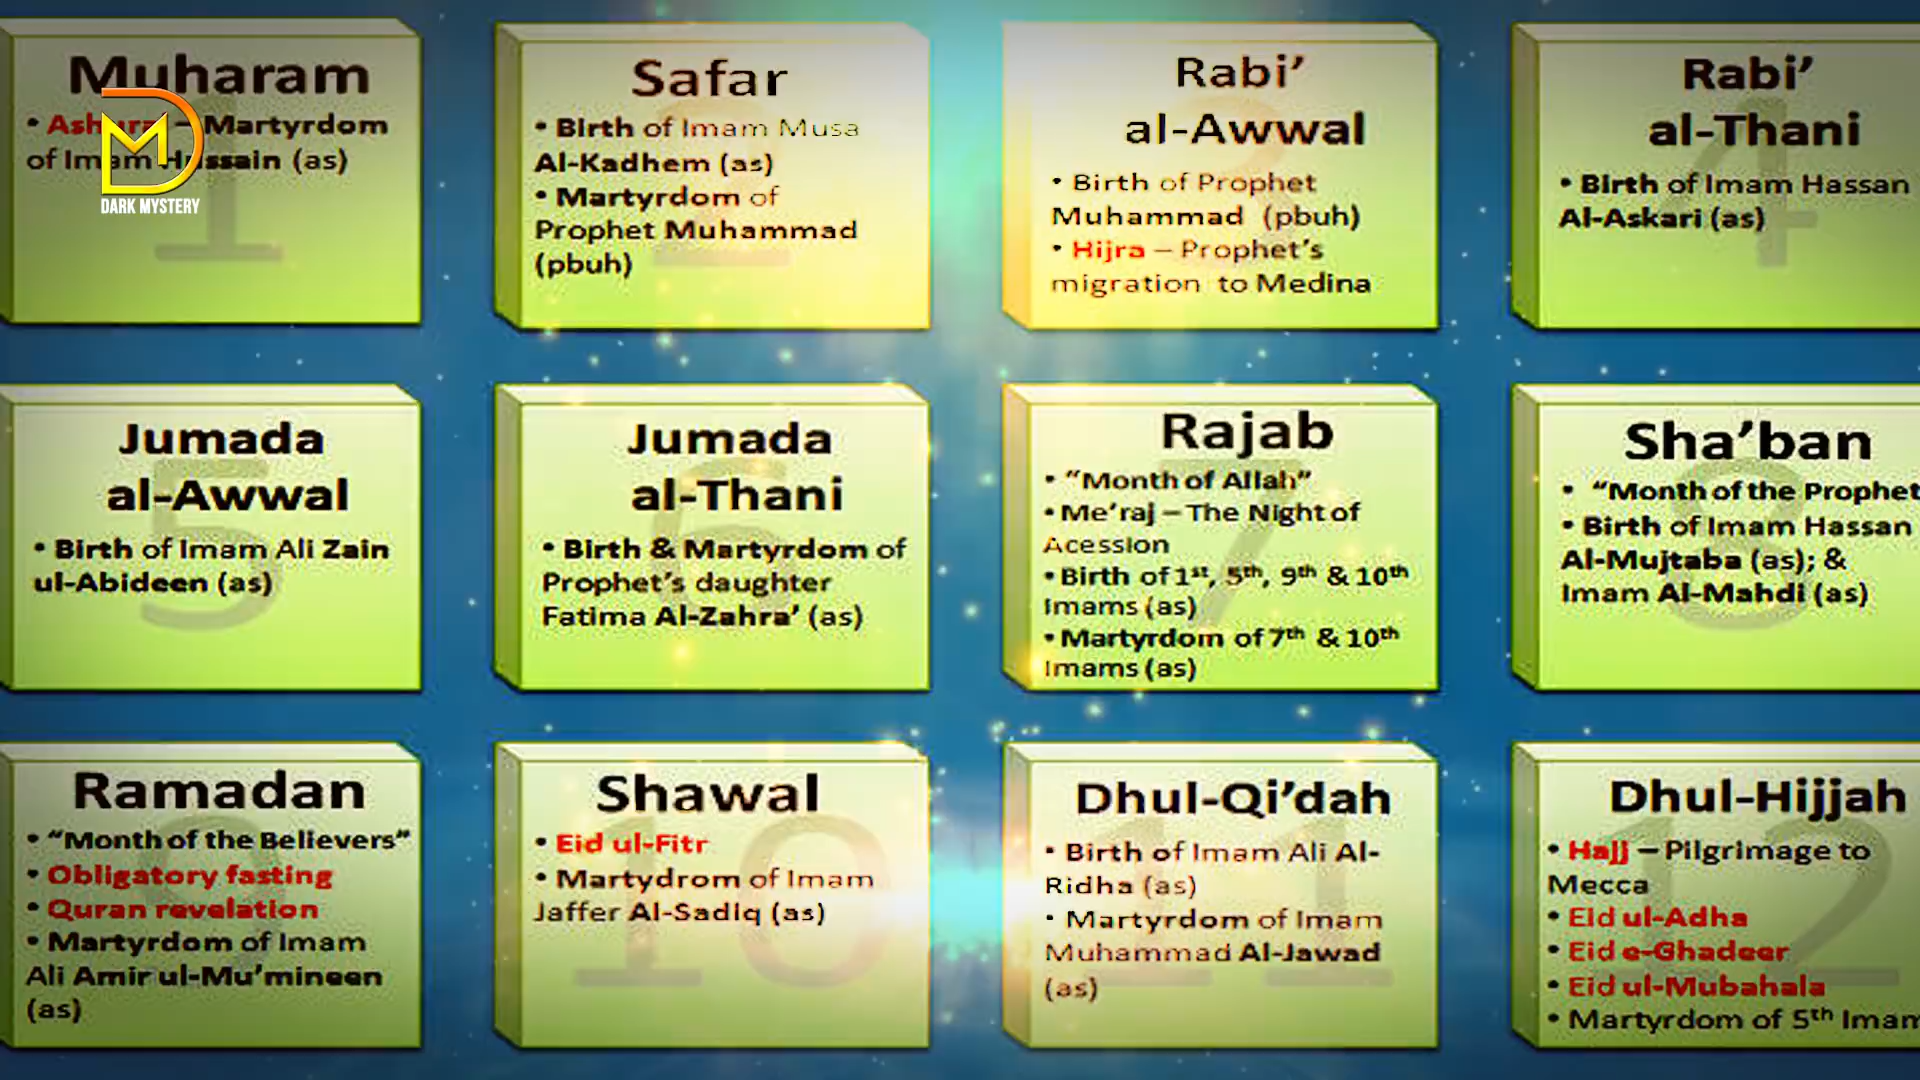 Muharam
• Ashura – Martyrdom
of Imam Hussain (as)
DARK MYSTERY
Safar
• Birth of Imam Musa
Al-Kadhem (as)
• Martyrdom of
Prophet Muhammad
(pbuh)
Rabi’
al-Awwal
• Birth of Prophet
Muhammad (pbuh)
• Hijra – Prophet’s
migration to Medina
Rabi’
al-Thani
• Birth of Imam Hassan
Al-Askari (as)
Jumada
al-Awwal
• Birth of Imam Ali Zain
ul-Abideen (as)
Jumada
al-Thani
• Birth & Martyrdom of
Prophet’s daughter
Fatima Al-Zahra’ (as)
Rajab
• “Month of Allah”
• Me’raj – The Night of
Acession
• Birth of 1st, 5th, 9th & 10th
Imams (as)
• Martyrdom of 7th & 10th
Imams (as)
Sha’ban
• “Month of the Prophet
• Birth of Imam Hassan
Al-Mujtaba (as); &
Imam Al-Mahdi (as)
Ramadan
• “Month of the Believers”
• Obligatory fasting
• Quran revelation
• Martyrdom of Imam
Ali Amir ul-Mu’mineen
(as)
Shawal
• Eid ul-Fitr
• Martydrom of Imam
Jaffer Al-Sadiq (as)
Dhul-Qi’dah
• Birth of Imam Ali Al-
Ridha (as)
• Martyrdom of Imam
Muhammad Al-Jawad
(as)
Dhul-Hijjah
• Hajj – Pilgrimage to
Mecca
• Eid ul-Adha
• Eid e-Ghadeer
• Eid ul-Mubahala
• Martyrdom of 5th Imam